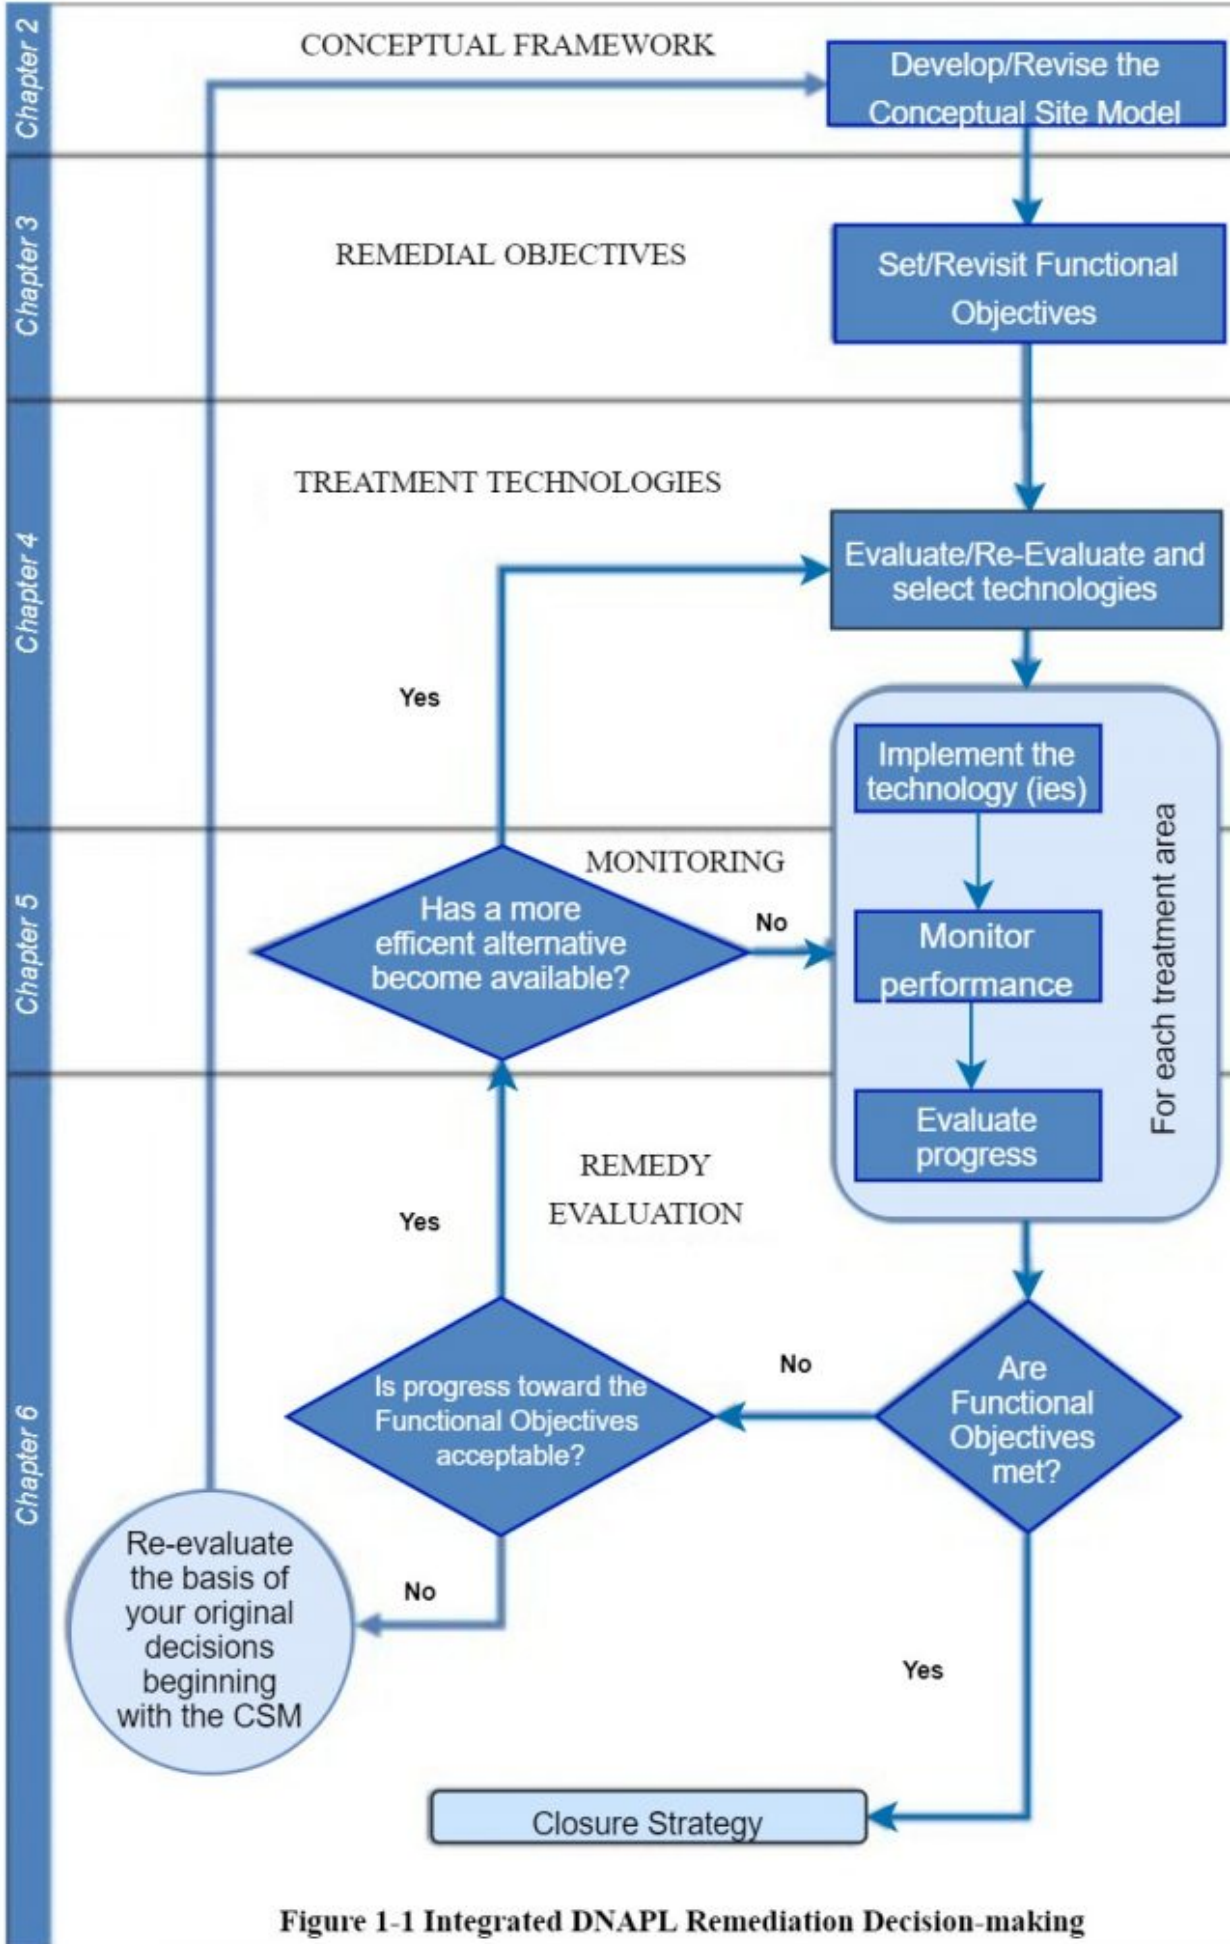 Chapter 2
CONCEPTUAL FRAMEWORK
Develop/Revise the
Conceptual Site Model
Chapter 3
REMEDIAL OBJECTIVES
Set/Revisit Functional
Objectives
Chapter 4
TREATMENT TECHNOLOGIES
Evaluate/Re-Evaluate and
select technologies
Yes
Implement the
technology (ies)
For each treatment area
Chapter 5
MONITORING
Has a more
efficent alternative
become available?
No
Monitor
performance
Evaluate
progress
Chapter 6
REMEDY
EVALUATION
Yes
Are
Functional
Objectives
met?
No
Is progress toward the
Functional Objectives
acceptable?
No
Re-evaluate
the basis of
your original
decisions
beginning
with the CSM
Yes
Closure Strategy
Figure 1-1 Integrated DNAPL Remediation Decision-making